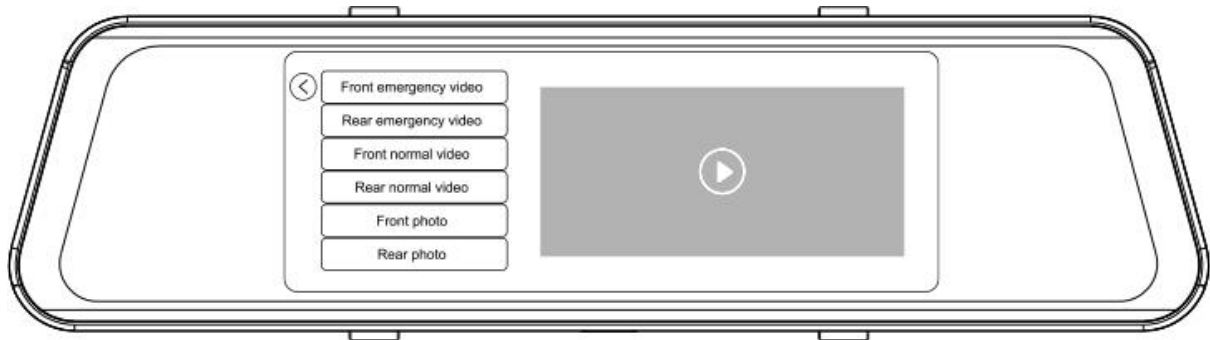 Front emergency video
Rear emergency video
Front normal video
Rear normal video
Front photo
Rear photo